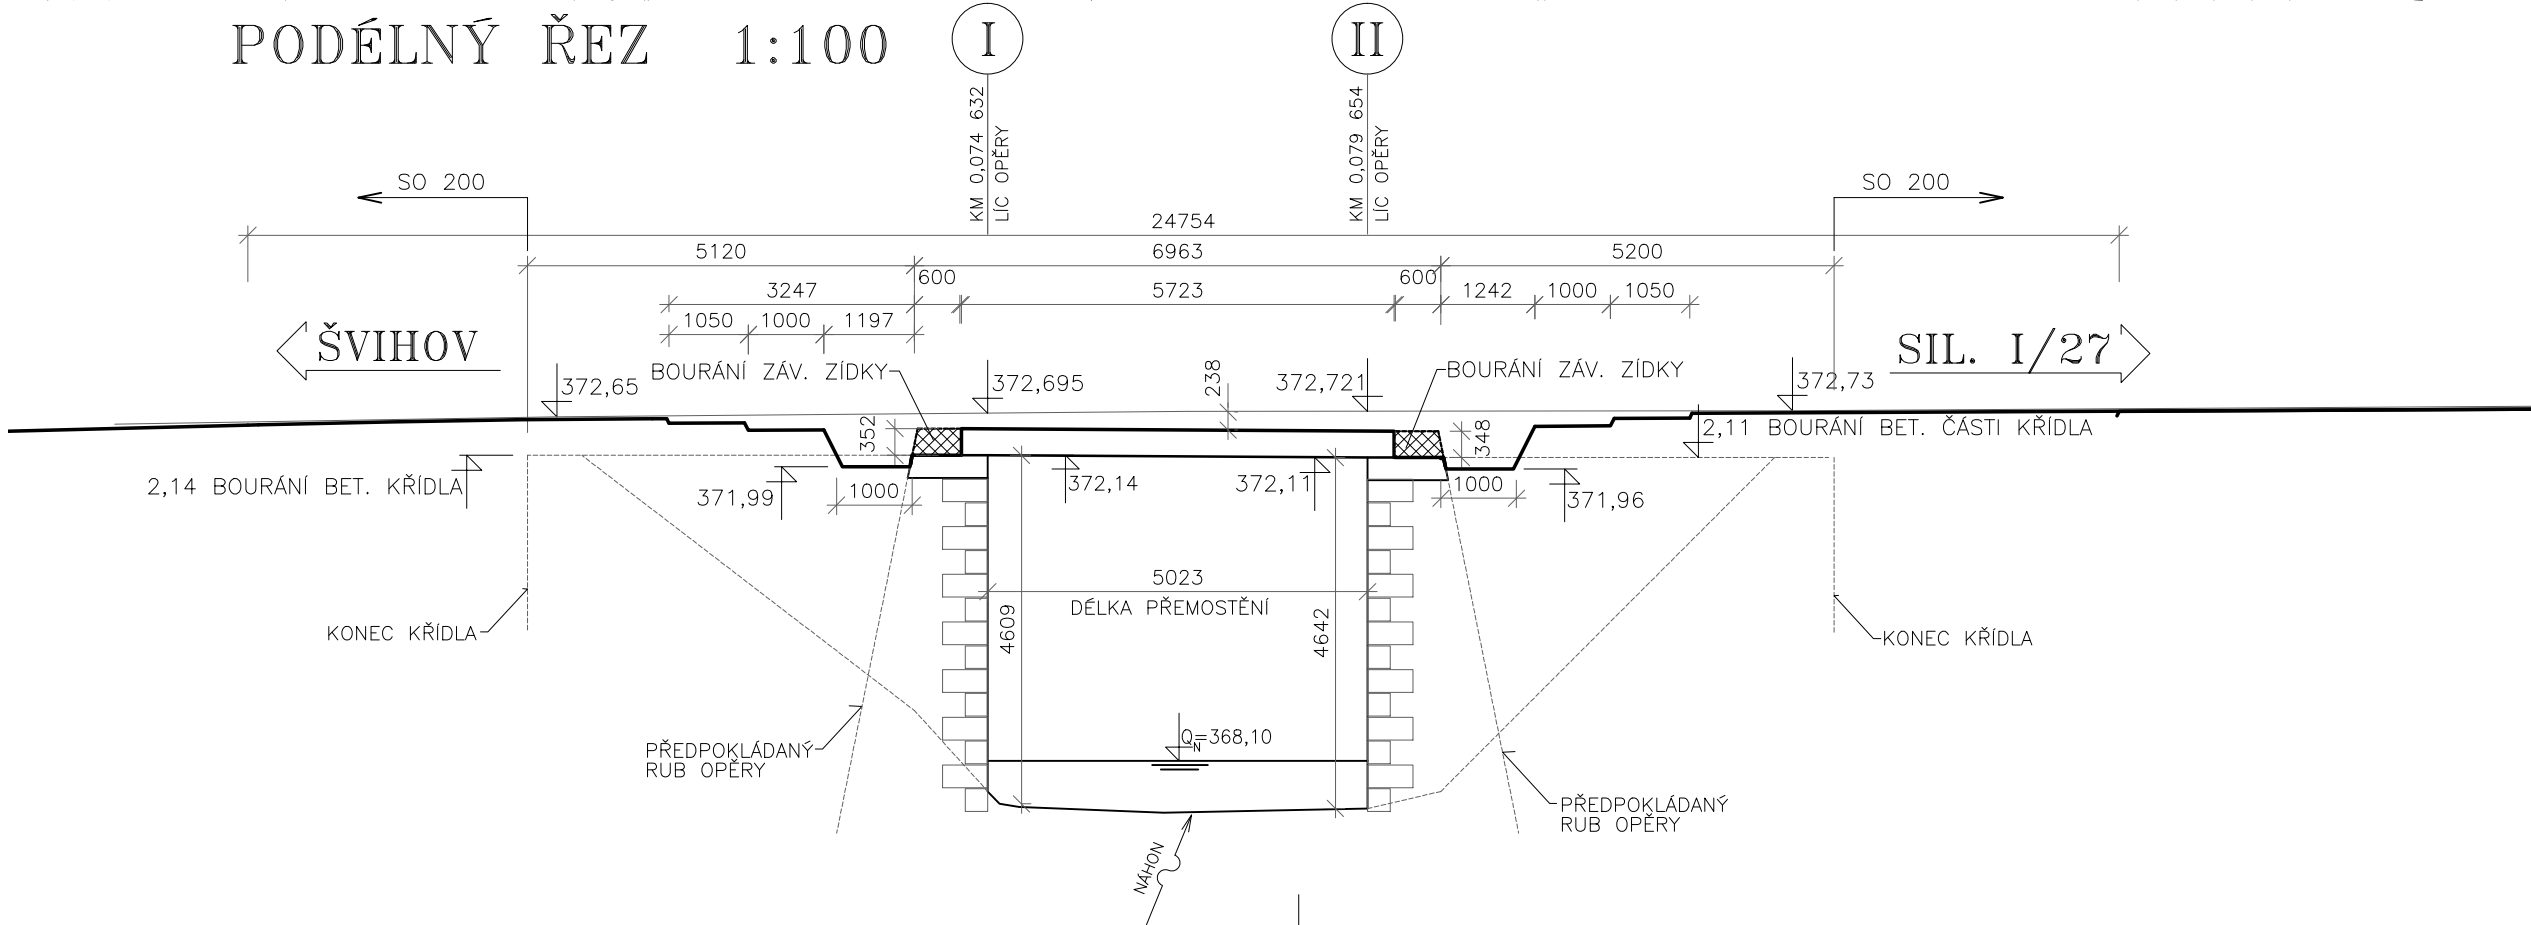 PODÉLNÝ ŘEZ 1:100
I
II
KM 0,074 632
LÍC OPĚRY
KM 0,079 654
LÍC OPĚRY
SO 200
SO 200
24754
5120
6963
5200
600
600
3247
5723
1242
1000
1050
1050
1000
1197
ŠVIHOV
SIL. I/27
BOURÁNÍ ZÁV. ZÍDKY
BOURÁNÍ ZÁV. ZÍDKY
372,65
372,695
238
372,721
372,73
352
348
2,11 BOURÁNÍ BET. ČÁSTI KŘÍDLA
2,14 BOURÁNÍ BET. KŘÍDLA
371,99
1000
372,14
372,11
1000
371,96
5023
DÉLKA PŘEMOSTĚNÍ
4609
4642
KONEC KŘÍDLA
KONEC KŘÍDLA
PŘEDPOKLÁDANÝ
RUB OPĚRY
QN=368,10
PŘEDPOKLÁDANÝ
RUB OPĚRY
NÁHON